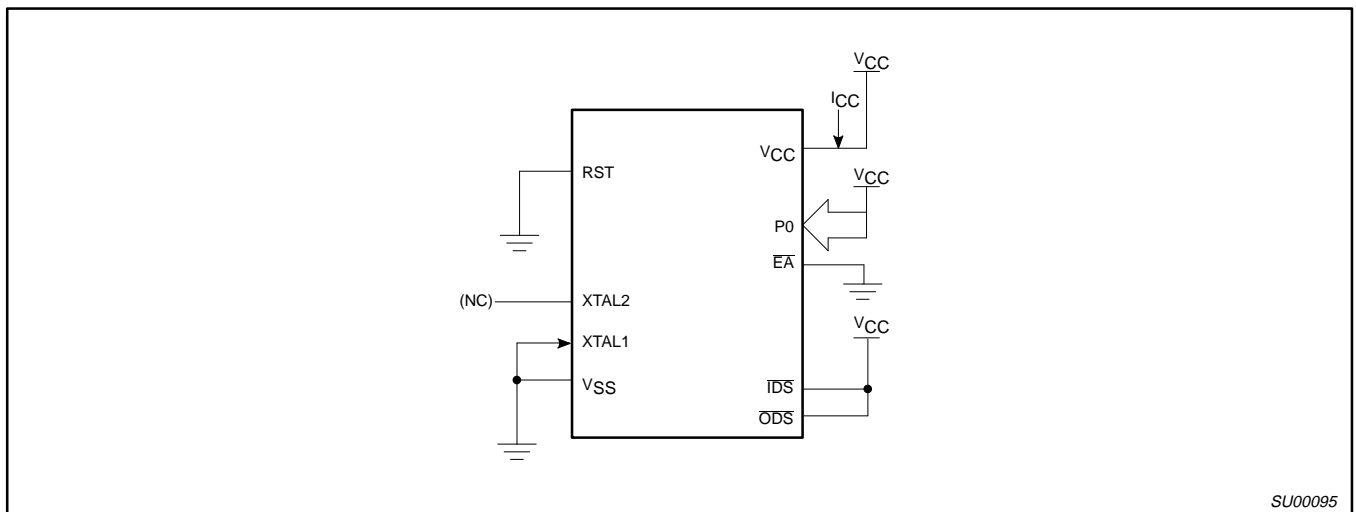 VCC
ICC
VCC
RST
VCC
P0
EA
(NC)
XTAL2
VCC
XTAL1
VSS
IDS
ODS
SU00095